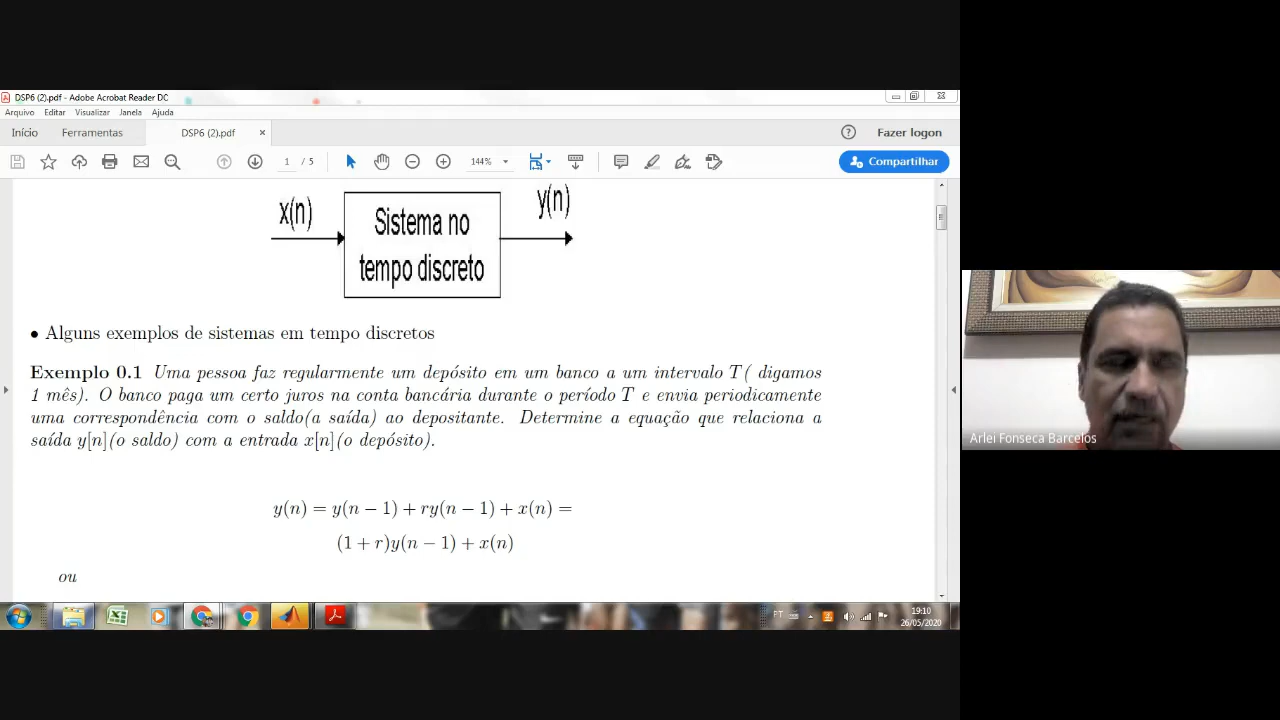 DSP6 (2).pdf - Adobe Acrobat Reader DC
Arquivo Editar Visualizar Janela Ajuda
Início Ferramentas DSP6 (2).pdf × Fazer logon
1 / 5 144% Compartilhar
x(n) y(n)
Sistema no
tempo discreto
• Alguns exemplos de sistemas em tempo discretos
Exemplo 0.1 Uma pessoa faz regularmente um depósito em um banco a um intervalo T( digamos
1 mês). O banco paga um certo juros na conta bancária durante o período T e envia periodicamente
uma correspondência com o saldo(a saída) ao depositante. Determine a equação que relaciona a
saída y[n](o saldo) com a entrada x[n](o depósito).
y(n) = y(n − 1) + ry(n − 1) + x(n) =
(1 + r)y(n − 1) + x(n)
ou
Arlei Fonseca Barcelos
PT 19:10
26/05/2020